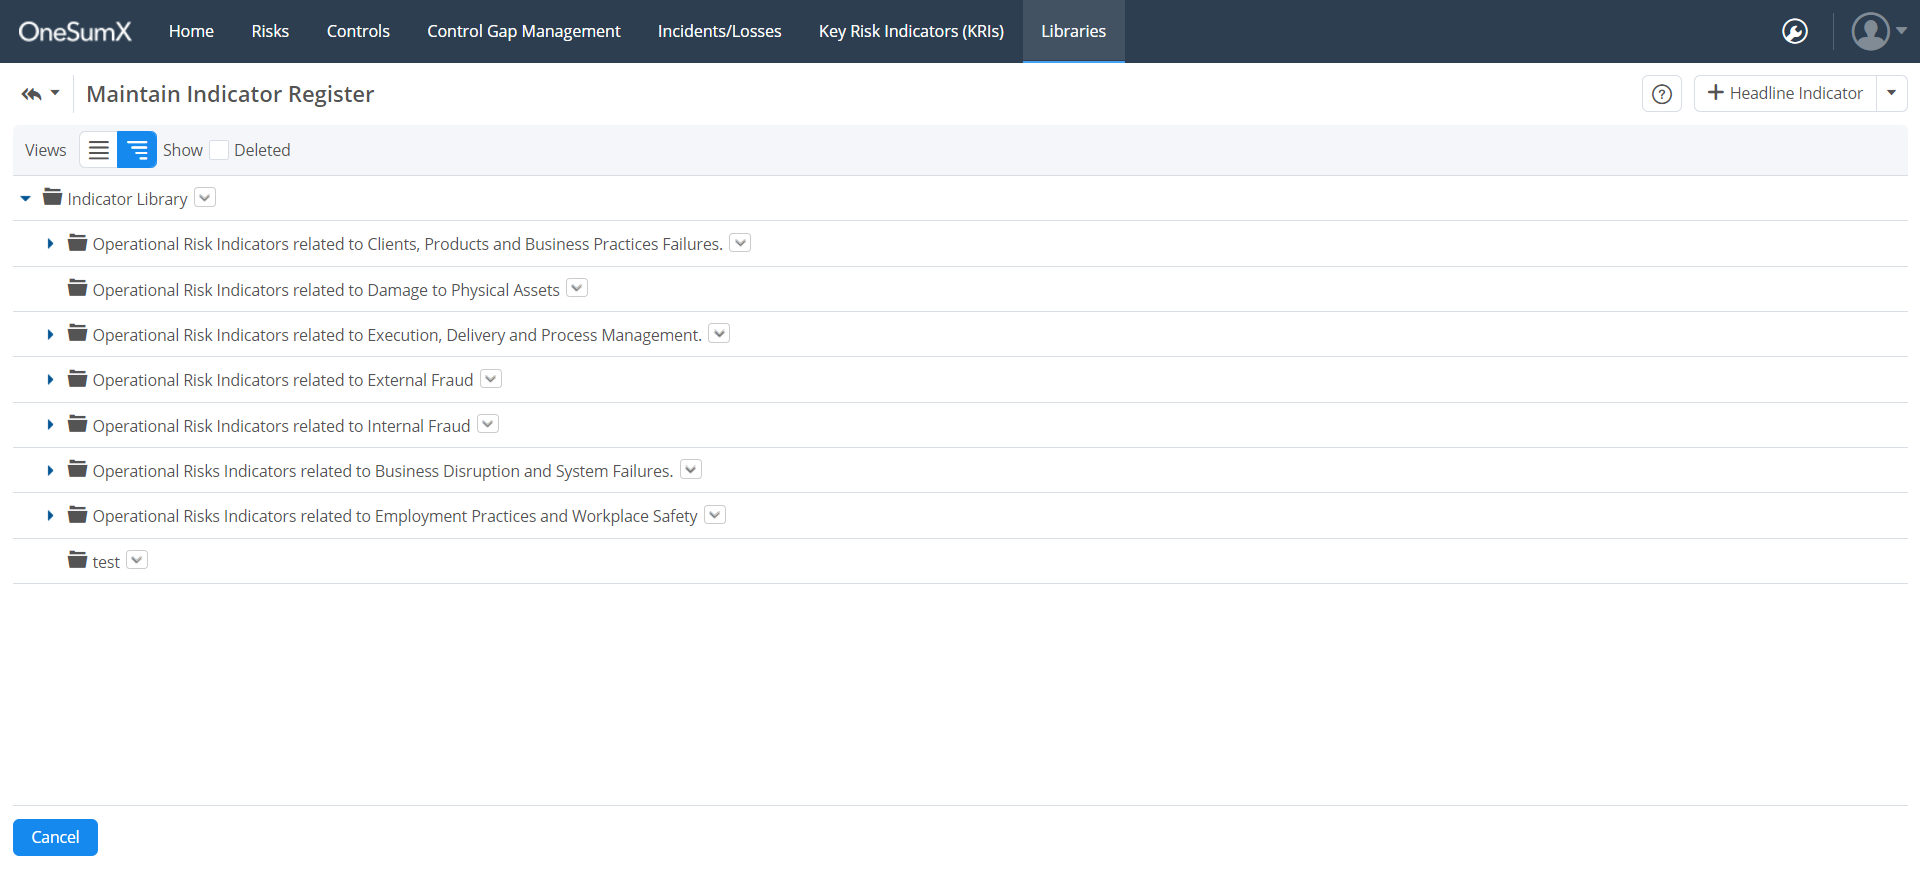 OneSumX Home Risks Controls Control Gap Management Incidents/Losses Key Risk Indicators (KRIs) Libraries
Maintain Indicator Register
? + Headline Indicator
Views Show Deleted
Indicator Library
Operational Risk Indicators related to Clients, Products and Business Practices Failures.
Operational Risk Indicators related to Damage to Physical Assets
Operational Risk Indicators related to Execution, Delivery and Process Management.
Operational Risk Indicators related to External Fraud
Operational Risk Indicators related to Internal Fraud
Operational Risks Indicators related to Business Disruption and System Failures.
Operational Risks Indicators related to Employment Practices and Workplace Safety
test
Cancel